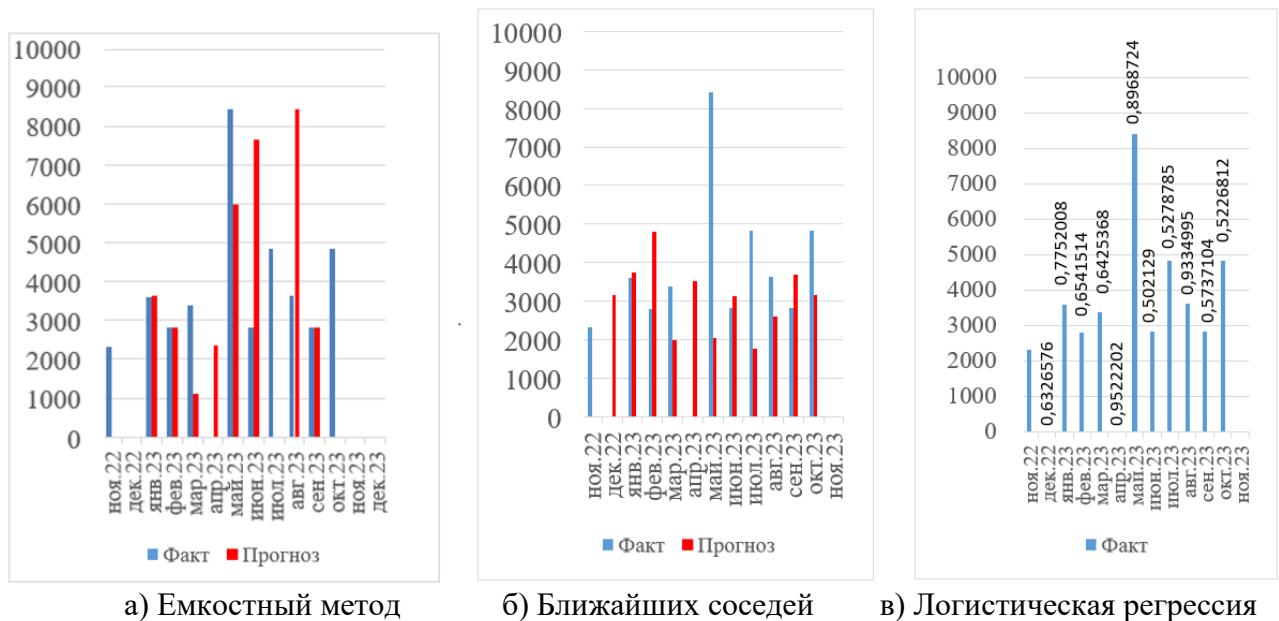 10000
9000
8000
7000
6000
5000
4000
3000
2000
1000
0
ноя.22
дек.22
янв.23
фев.23
мар.23
апр.23
май.23
июн.23
июл.23
авг.23
сен.23
окт.23
ноя.23
дек.23
Факт Прогноз
а) Емкостный метод
10000
9000
8000
7000
6000
5000
4000
3000
2000
1000
0
ноя.22
дек.22
янв.23
фев.23
мар.23
апр.23
май.23
июн.23
июл.23
авг.23
сен.23
окт.23
ноя.23
Факт Прогноз
б) Ближайших соседей
10000
9000
8000
7000
6000
5000
4000
3000
2000
1000
0
0,6326576
0,7752008
0,6541514
0,6425368
0,9522202
0,8968724
0,502129
0,5278785
0,9334995
0,5737104
0,5226812
ноя.22
дек.22
янв.23
фев.23
мар.23
апр.23
май.23
июн.23
июл.23
авг.23
сен.23
окт.23
ноя.23
Факт
в) Логистическая регрессия